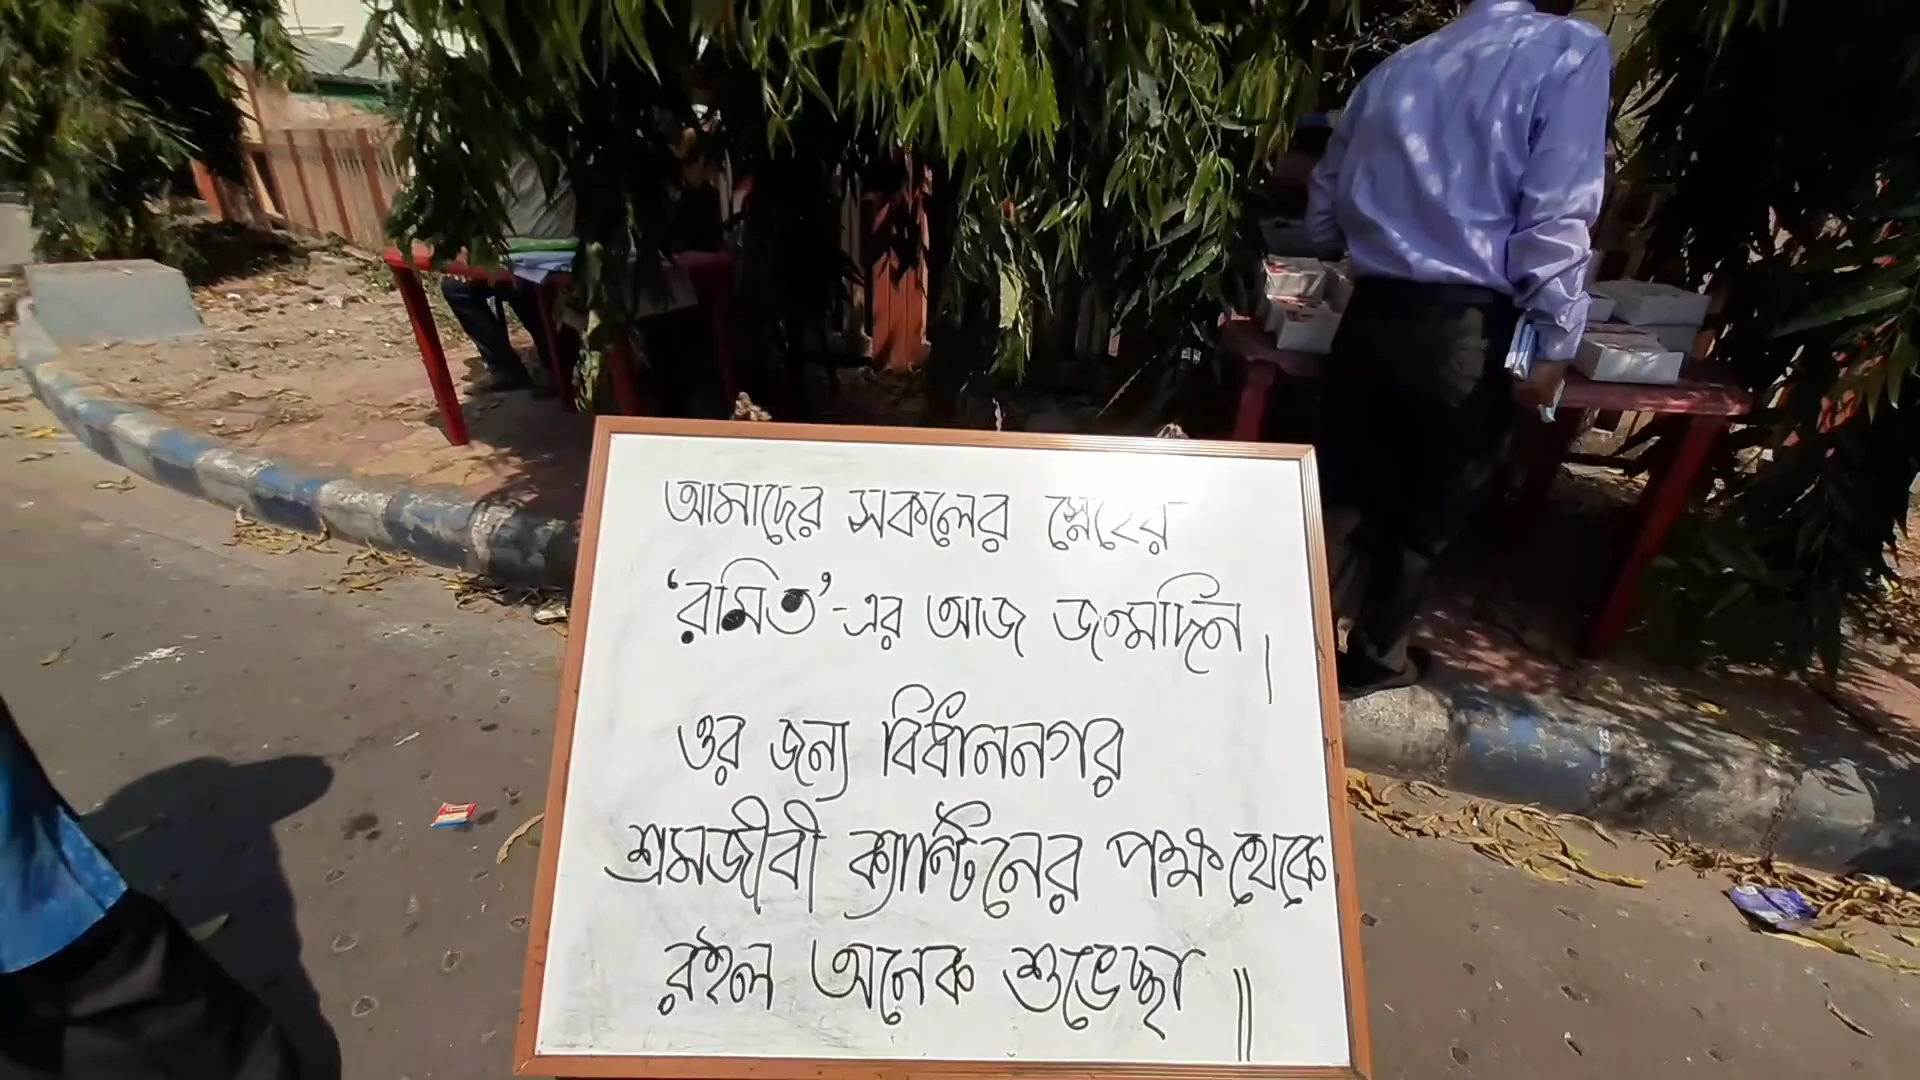 আমাদের সকলের স্নেহের
‘রমিত’-এর আজ জন্মদিন।
ওর জন্য বিধাননগর
শ্রমজীবী ক্যান্টিনের পক্ষ থেকে
রইল অনেক শুভেচ্ছা॥